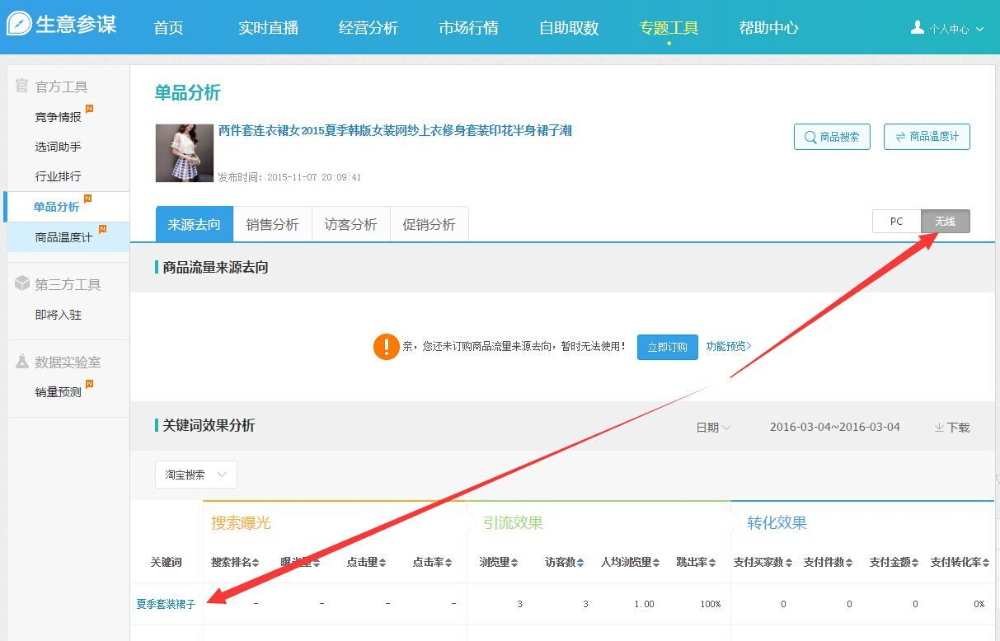 生意参谋 首页 实时直播 经营分析 市场行情 自助取数 专题工具 帮助中心 个人中心
官方工具
竞争情报 N
选词助手
行业排行
单品分析 N
商品温度计 N
第三方工具
即将入驻
数据实验室
销量预测 N
单品分析
两件套连衣裙女2015夏季韩版女装网纱上衣修身套装印花半身裙子潮
商品搜索 商品温度计
发布时间：2015-11-07 20:09:41
来源去向 销售分析 访客分析 促销分析 PC 无线
商品流量来源去向
亲，您还未订购商品流量来源去向，暂时无法使用！ 立即订购 功能预览>
关键词效果分析 日期 2016-03-04~2016-03-04 下载
淘宝搜索
搜索曝光 引流效果 转化效果
关键词 搜索排名 曝光量 点击量 点击率 浏览量 访客数 人均浏览量 跳出率 支付买家数 支付件数 支付金额 支付转化率
夏季套装裙子 - - - - 3 3 1.00 100% 0 0 0 0%